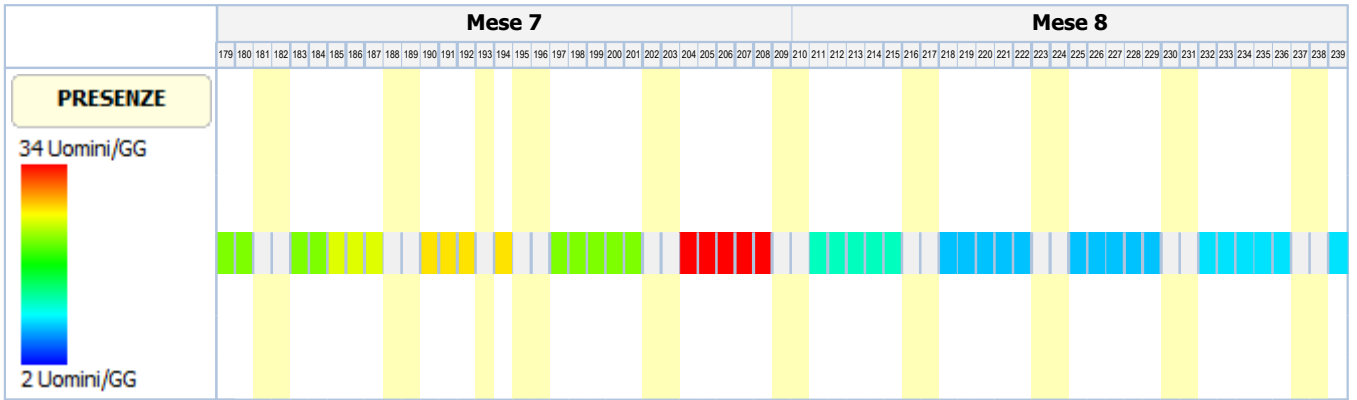 Mese 7 Mese 8
179 180 181 182 183 184 185 186 187 188 189 190 191 192 193 194 195 196 197 198 199 200 201 202 203 204 205 206 207 208 209 210 211 212 213 214 215 216 217 218 219 220 221 222 223 224 225 226 227 228 229 230 231 232 233 234 235 236 237 238 239
PRESENZE
34 Uomini/GG
2 Uomini/GG